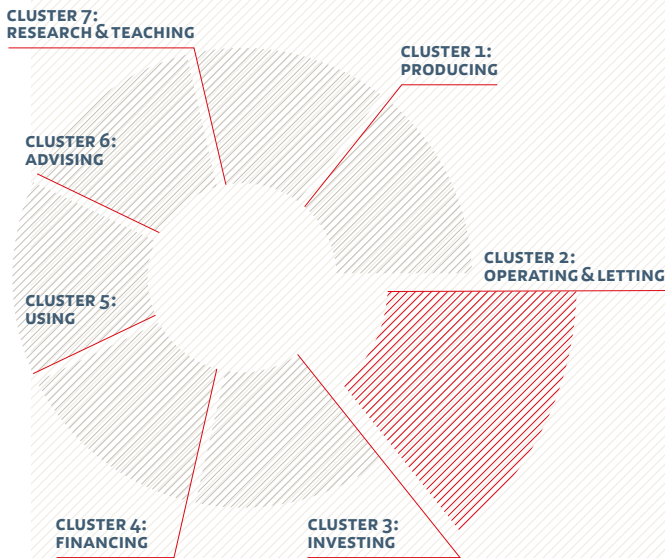 CLUSTER 7:
RESEARCH & TEACHING
CLUSTER 1:
PRODUCING
CLUSTER 6:
ADVISING
CLUSTER 2:
OPERATING & LETTING
CLUSTER 5:
USING
CLUSTER 4:
FINANCING
CLUSTER 3:
INVESTING